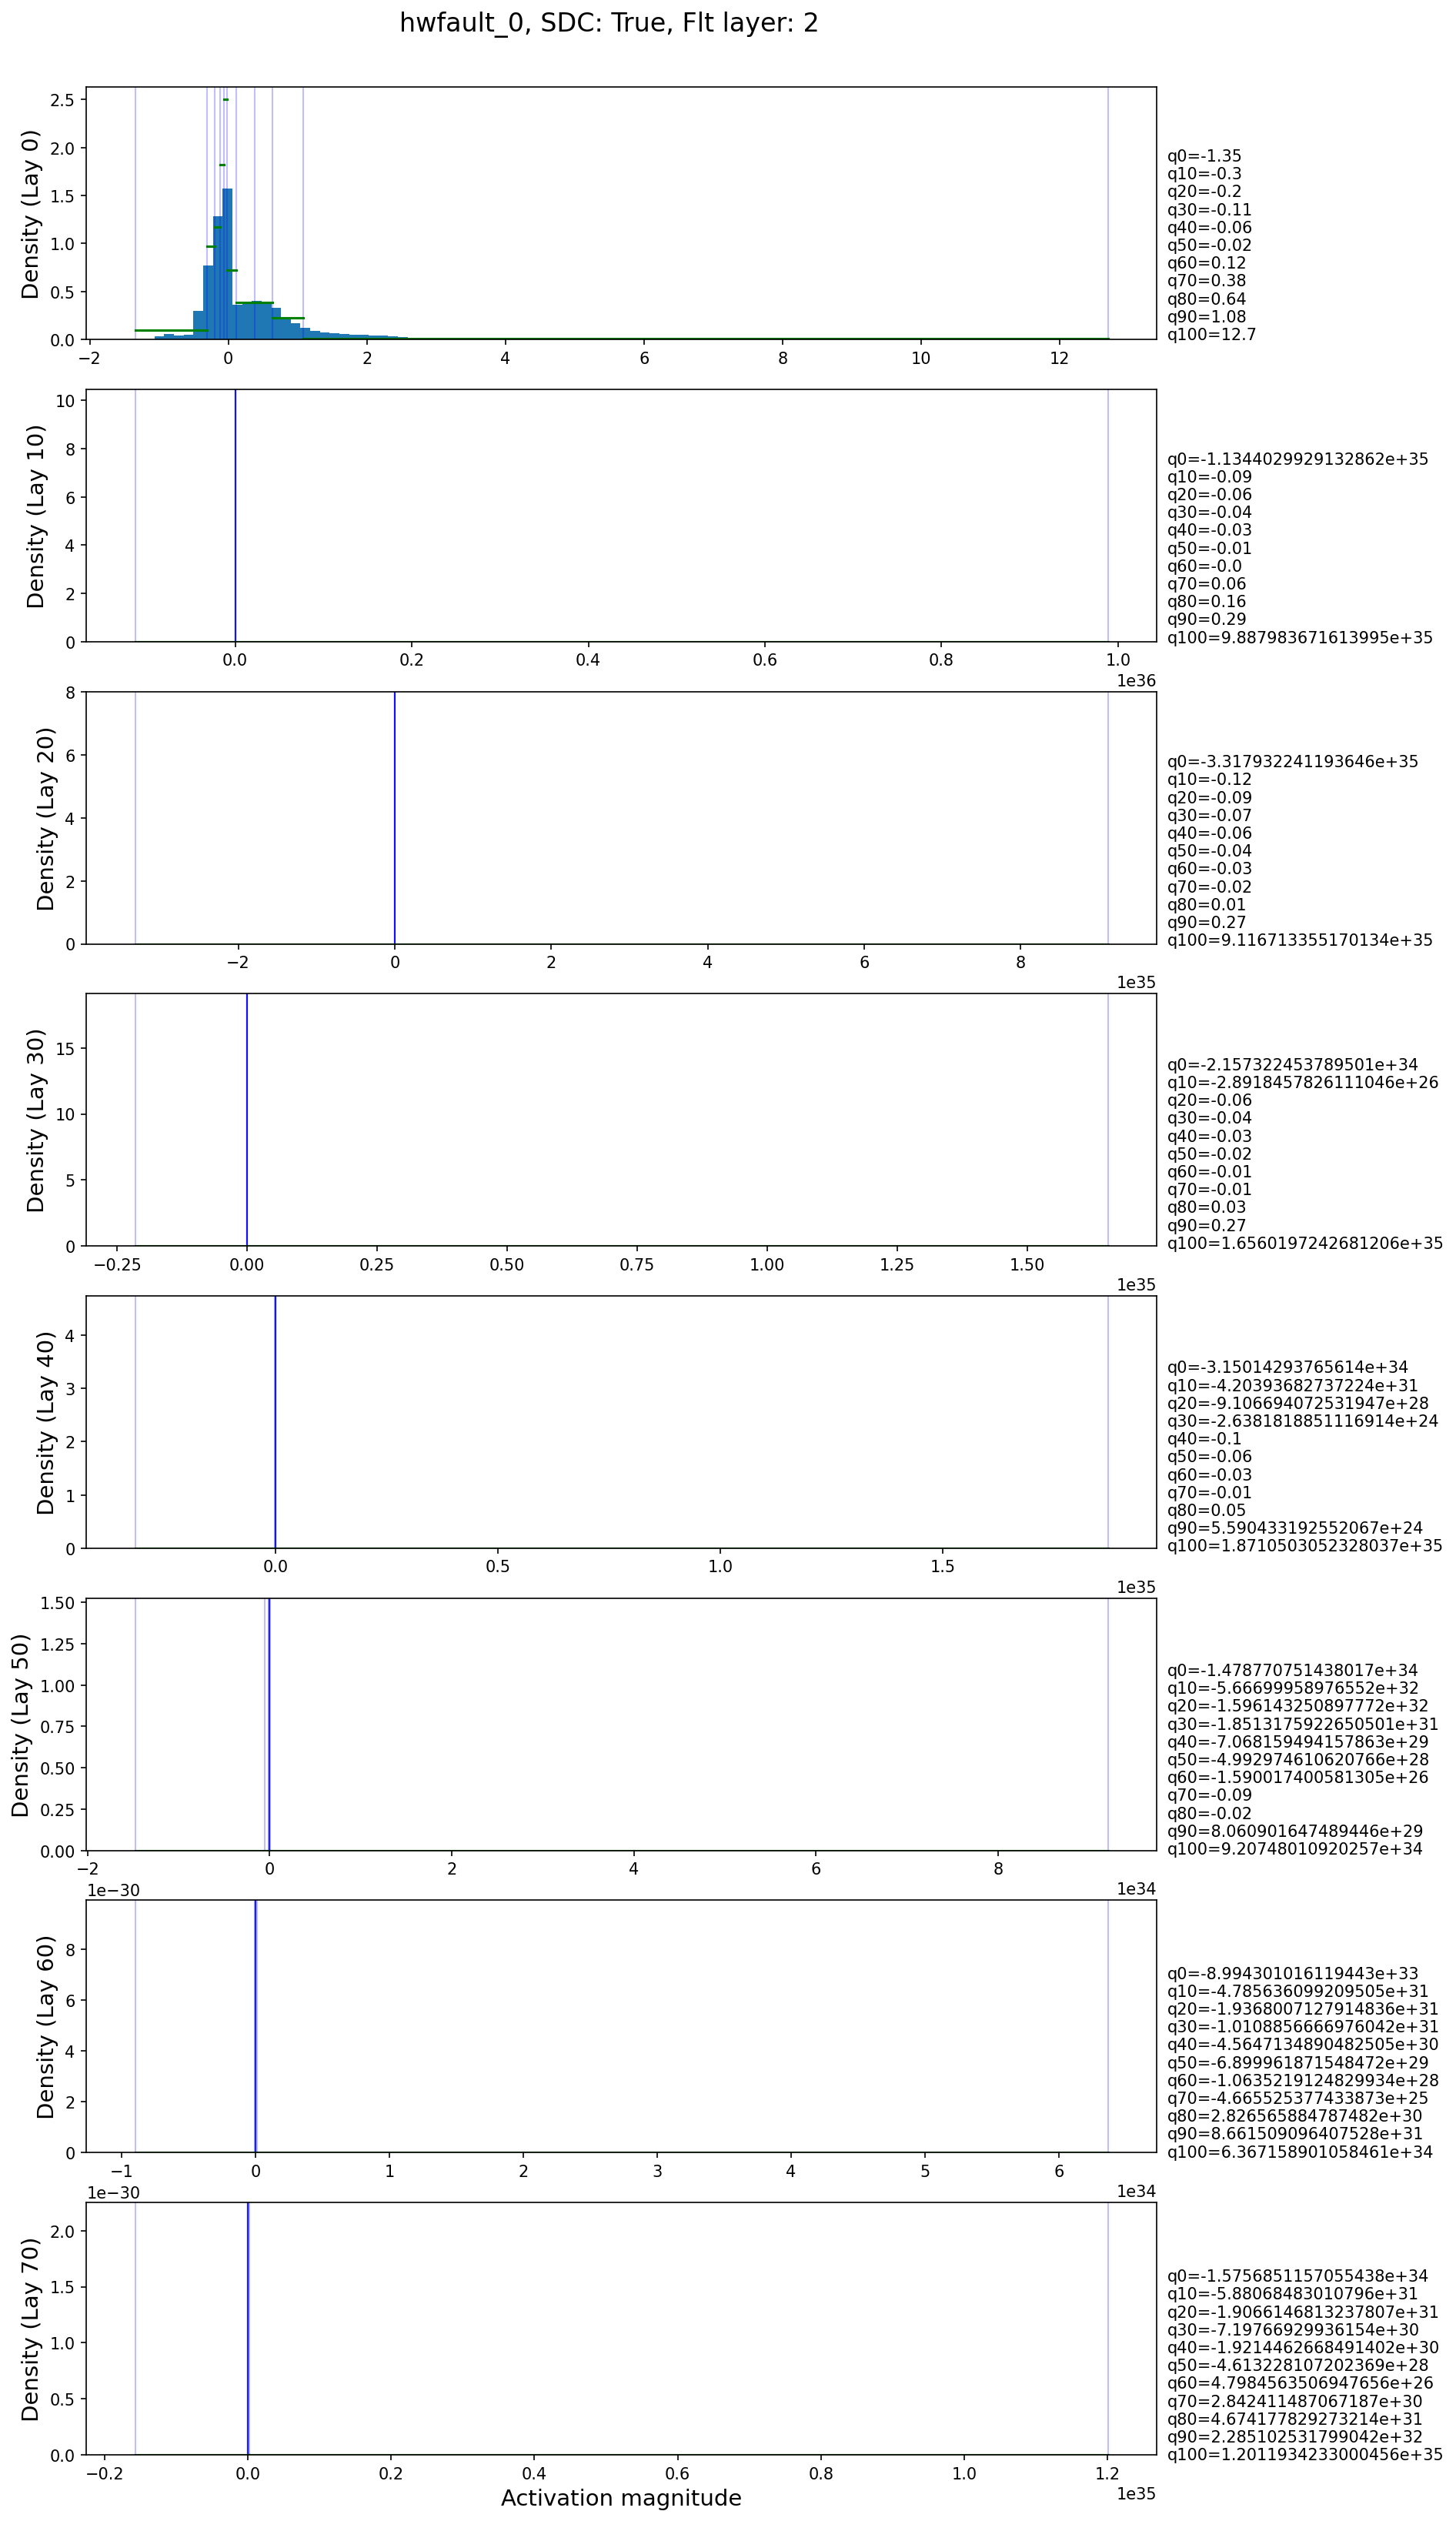 hwfault_0, SDC: True, Flt layer: 2
Density (Lay 0)
2.5
2.0
1.5
1.0
0.5
0.0
−2
0
2
4
6
8
10
12
q0=-1.35
q10=-0.3
q20=-0.2
q30=-0.11
q40=-0.06
q50=-0.02
q60=0.12
q70=0.38
q80=0.64
q90=1.08
q100=12.7
Density (Lay 10)
10
8
6
4
2
0
0.0
0.2
0.4
0.6
0.8
1.0
1e36
q0=-1.1344029929132862e+35
q10=-0.09
q20=-0.06
q30=-0.04
q40=-0.03
q50=-0.01
q60=-0.0
q70=0.06
q80=0.16
q90=0.29
q100=9.887983671613995e+35
Density (Lay 20)
8
6
4
2
0
−2
0
2
4
6
8
1e35
q0=-3.317932241193646e+35
q10=-0.12
q20=-0.09
q30=-0.07
q40=-0.06
q50=-0.04
q60=-0.03
q70=-0.02
q80=0.01
q90=0.27
q100=9.116713355170134e+35
Density (Lay 30)
15
10
5
0
−0.25
0.00
0.25
0.50
0.75
1.00
1.25
1.50
1e35
q0=-2.157322453789501e+34
q10=-2.8918457826111046e+26
q20=-0.06
q30=-0.04
q40=-0.03
q50=-0.02
q60=-0.01
q70=-0.01
q80=0.03
q90=0.27
q100=1.6560197242681206e+35
Density (Lay 40)
4
3
2
1
0
0.0
0.5
1.0
1.5
1e35
q0=-3.15014293765614e+34
q10=-4.20393682737224e+31
q20=-9.106694072531947e+28
q30=-2.6381818851116914e+24
q40=-0.1
q50=-0.06
q60=-0.03
q70=-0.01
q80=0.05
q90=5.590433192552067e+24
q100=1.8710503052328037e+35
Density (Lay 50)
1.50
1.25
1.00
0.75
0.50
0.25
0.00
−2
0
2
4
6
8
1e34
q0=-1.478770751438017e+34
q10=-5.66699958976552e+32
q20=-1.596143250897772e+32
q30=-1.8513175922650501e+31
q40=-7.068159494157863e+29
q50=-4.992974610620766e+28
q60=-1.590017400581305e+26
q70=-0.09
q80=-0.02
q90=8.060901647489446e+29
q100=9.20748010920257e+34
1e−30
Density (Lay 60)
8
6
4
2
0
−1
0
1
2
3
4
5
6
1e34
q0=-8.994301016119443e+33
q10=-4.785636099209505e+31
q20=-1.9368007127914836e+31
q30=-1.0108856666976042e+31
q40=-4.5647134890482505e+30
q50=-6.899961871548472e+29
q60=-1.0635219124829934e+28
q70=-4.665525377433873e+25
q80=2.826565884787482e+30
q90=8.661509096407528e+31
q100=6.367158901058461e+34
1e−30
Density (Lay 70)
2.0
1.5
1.0
0.5
0.0
−0.2
0.0
0.2
0.4
0.6
0.8
1.0
1.2
1e35
q0=-1.5756851157055438e+34
q10=-5.88068483010796e+31
q20=-1.9066146813237807e+31
q30=-7.19766929936154e+30
q40=-1.9214462668491402e+30
q50=-4.613228107202369e+28
q60=4.7984563506947656e+26
q70=2.842411487067187e+30
q80=4.674177829273214e+31
q90=2.285102531799042e+32
q100=1.2011934233000456e+35
Activation magnitude